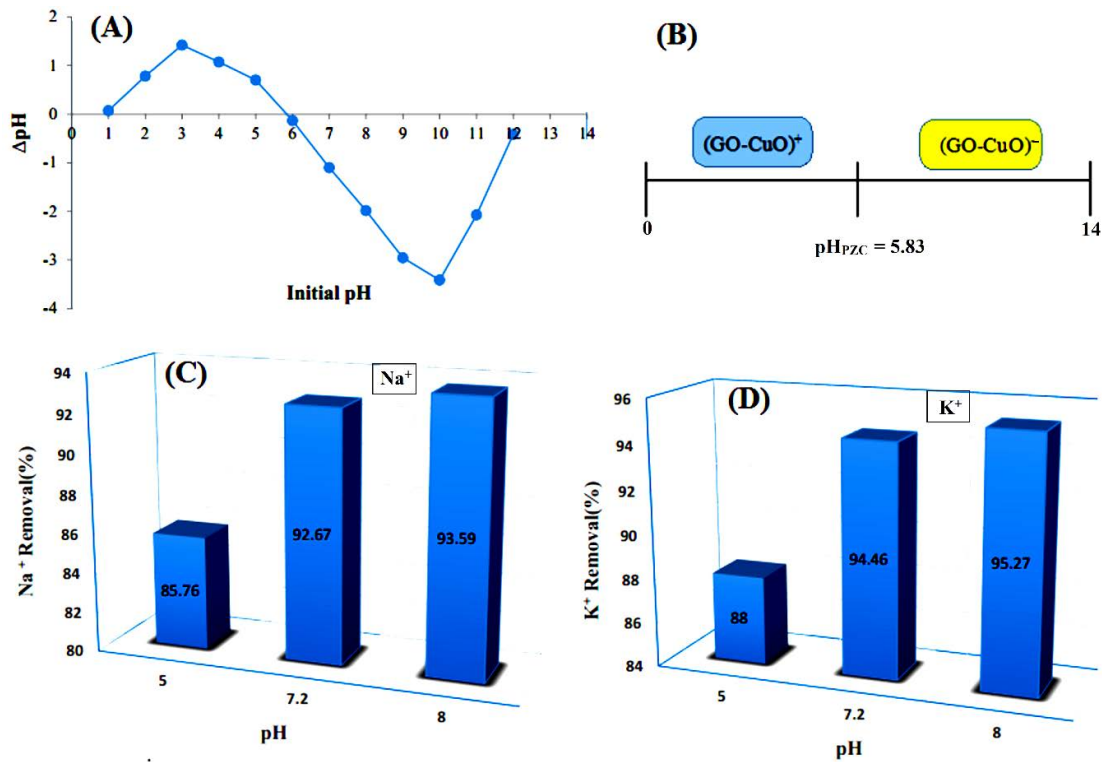 (A)
2
1
0
-1
-2
-3
-4
ΔpH
0 1 2 3 4 5 6 7 8 9 10 11 12 13 14
Initial pH
(B)
(GO-CuO)⁺
(GO-CuO)⁻
0
14
pHPZC = 5.83
(C)
Na⁺
94
92
90
88
86
84
82
80
Na⁺ Removal(%)
85.76
92.67
93.59
5
7.2
8
pH
(D)
K⁺
96
94
92
90
88
86
84
K⁺ Removal(%)
88
94.46
95.27
5
7.2
8
pH